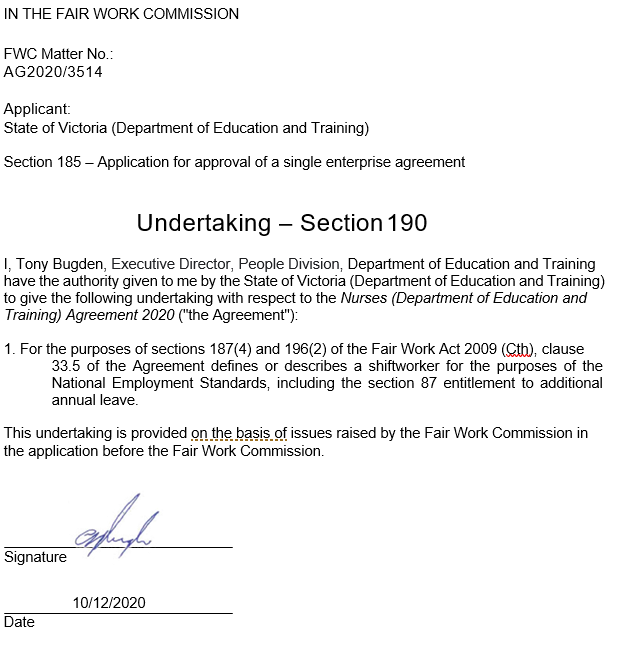 IN THE FAIR WORK COMMISSION
FWC Matter No.:
AG2020/3514
Applicant:
State of Victoria (Department of Education and Training)
Section 185 – Application for approval of a single enterprise agreement
Undertaking – Section 190
I, Tony Bugden, Executive Director, People Division, Department of Education and Training
have the authority given to me by the State of Victoria (Department of Education and Training)
to give the following undertaking with respect to the Nurses (Department of Education and
Training) Agreement 2020 ("the Agreement"):
1. For the purposes of sections 187(4) and 196(2) of the Fair Work Act 2009 (Cth), clause
33.5 of the Agreement defines or describes a shiftworker for the purposes of the
National Employment Standards, including the section 87 entitlement to additional
annual leave.
This undertaking is provided on the basis of issues raised by the Fair Work Commission in
the application before the Fair Work Commission.
Signature
10/12/2020
Date